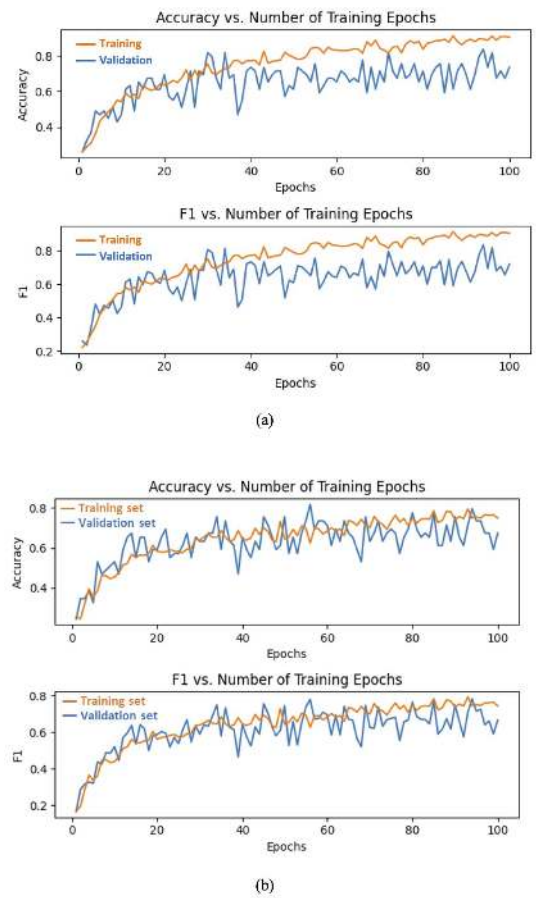 Accuracy vs. Number of Training Epochs
Training
Validation
Accuracy
0.8
0.6
0.4
0 20 40 60 80 100
Epochs
F1 vs. Number of Training Epochs
Training
Validation
F1
0.8
0.6
0.4
0.2
0 20 40 60 80 100
Epochs
(a)
Accuracy vs. Number of Training Epochs
Training set
Validation set
Accuracy
0.8
0.6
0.4
0 20 40 60 80 100
Epochs
F1 vs. Number of Training Epochs
Training set
Validation set
F1
0.8
0.6
0.4
0.2
0 20 40 60 80 100
Epochs
(b)